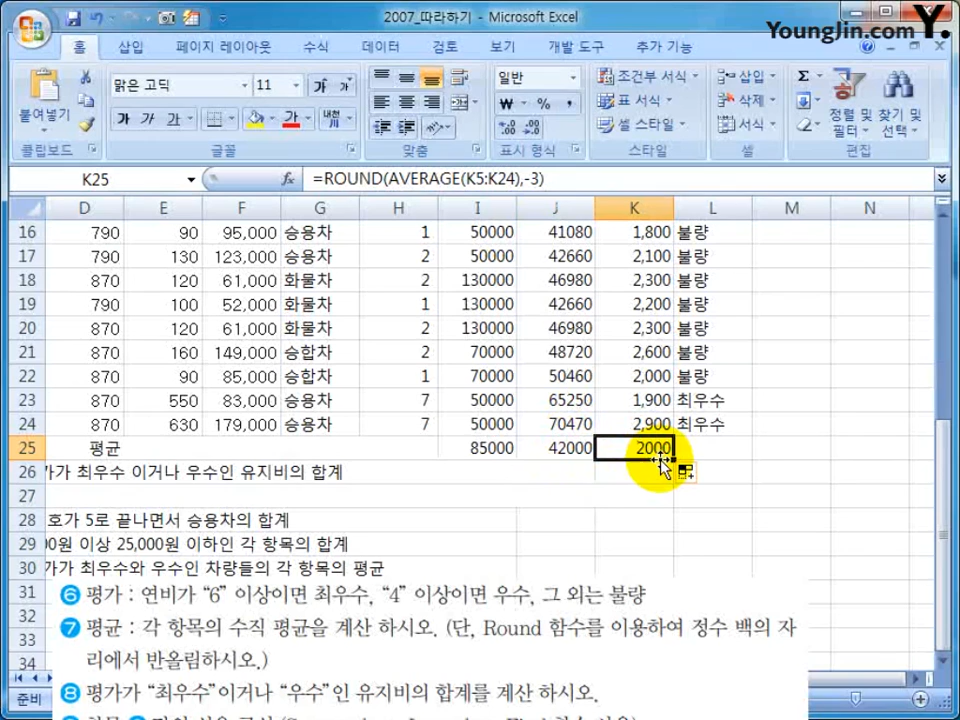 2007_따라하기 - Microsoft Excel
YoungJin.com Y.
홈 삽입 페이지 레이아웃 수식 데이터 검토 보기 개발 도구 추가 기능
붙여넣기
맑은 고딕 11
일반
조건부 서식
표 서식
셀 스타일
삽입
삭제
서식
정렬 및 필터
찾기 및 선택
클립보드 글꼴 맞춤 표시 형식 스타일 셀 편집
K25 =ROUND(AVERAGE(K5:K24),-3)
D E F G H I J K L M N
16 790 90 95,000 승용차 1 50000 41080 1,800 불량
17 790 130 123,000 승용차 2 50000 42660 2,100 불량
18 870 120 61,000 화물차 2 130000 46980 2,300 불량
19 790 100 52,000 화물차 1 130000 42660 2,200 불량
20 870 120 61,000 화물차 2 130000 46980 2,300 불량
21 870 160 149,000 승합차 2 70000 48720 2,600 불량
22 870 90 85,000 승합차 1 70000 50460 2,000 불량
23 870 550 83,000 승용차 7 50000 65250 1,900 최우수
24 870 630 179,000 승용차 7 50000 70470 2,900 최우수
25 평균 85000 42000 2000
26 가가 최우수 이거나 우수인 유지비의 합계
27
28 호가 5로 끝나면서 승용차의 합계
29 00원 이상 25,000원 이하인 각 항목의 합계
30 가가 최우수와 우수인 차량들의 각 항목의 평균
31
32
33
34
❻ 평가 : 연비가 “6” 이상이면 최우수, “4” 이상이면 우수, 그 외는 불량
❼ 평균 : 각 항목의 수직 평균을 계산 하시오. (단, Round 함수를 이용하여 정수 백의 자
리에서 반올림하시오.)
❽ 평가가 “최우수”이거나 “우수”인 유지비의 합계를 계산 하시오.
준비